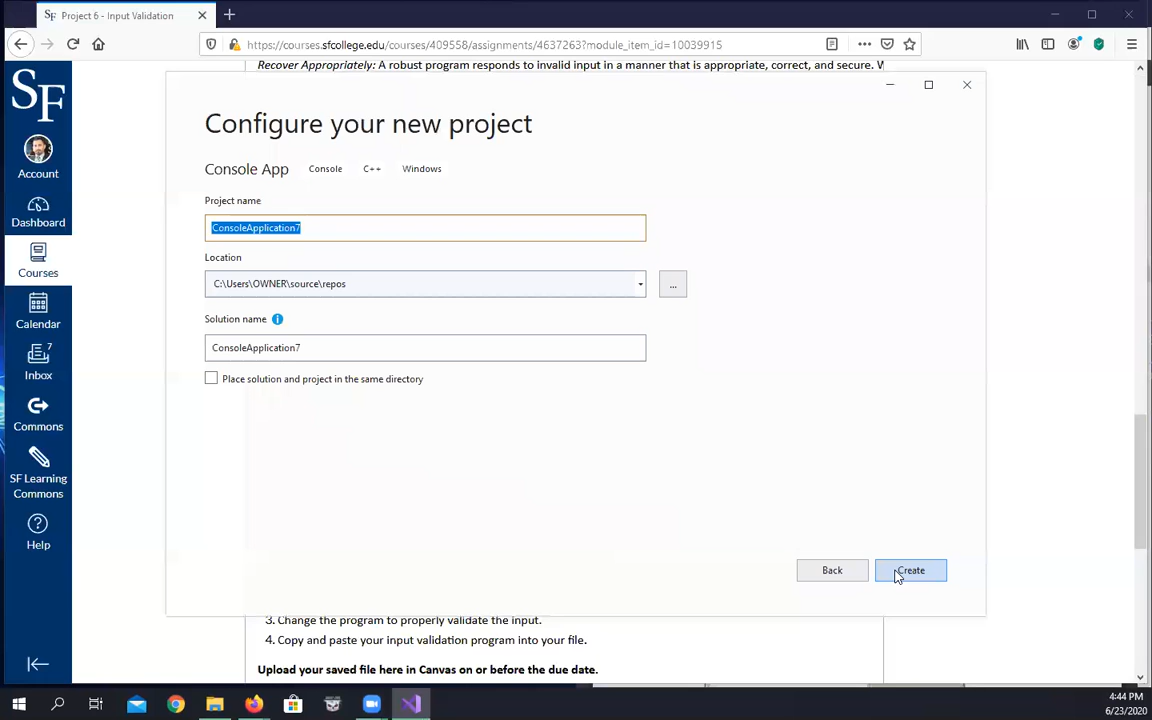 Project 6 - Input Validation
https://courses.sfcollege.edu/courses/409558/assignments/4637263?module_item_id=10039915
SF
Account
Dashboard
Courses
Calendar
7
Inbox
Commons
SF Learning
Commons
Help
Recover Appropriately: A robust program responds to invalid input in a manner that is appropriate, correct, and secure. W
Configure your new project
Console App Console C++ Windows
Project name
ConsoleApplication7
Location
C:\Users\OWNER\source\repos
...
Solution name
ConsoleApplication7
Place solution and project in the same directory
Back
Create
3. Change the program to properly validate the input.
4. Copy and paste your input validation program into your file.
Upload your saved file here in Canvas on or before the due date.
4:44 PM
6/23/2020